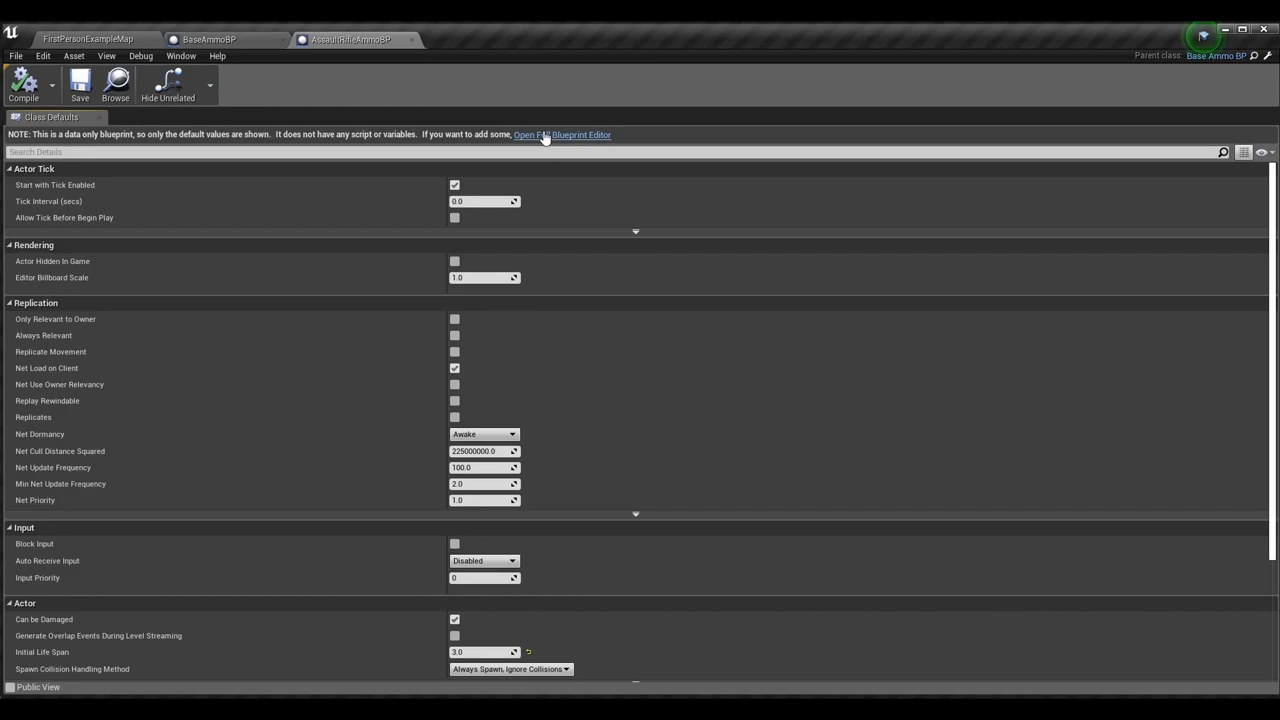 FirstPersonExampleMap
BaseAmmoBP
AssaultRifleAmmoBP
File Edit Asset View Debug Window Help
Parent class: Base Ammo BP
Compile
Save
Browse
Hide Unrelated
Class Defaults
NOTE: This is a data only blueprint, so only the default values are shown. It does not have any script or variables. If you want to add some, Open Full Blueprint Editor
Search Details
Actor Tick
Start with Tick Enabled
Tick Interval (secs) 0.0
Allow Tick Before Begin Play
Rendering
Actor Hidden In Game
Editor Billboard Scale 1.0
Replication
Only Relevant to Owner
Always Relevant
Replicate Movement
Net Load on Client
Net Use Owner Relevancy
Replay Rewindable
Replicates
Net Dormancy Awake
Net Cull Distance Squared 225000000.0
Net Update Frequency 100.0
Min Net Update Frequency 2.0
Net Priority 1.0
Input
Block Input
Auto Receive Input Disabled
Input Priority 0
Actor
Can be Damaged
Generate Overlap Events During Level Streaming
Initial Life Span 3.0
Spawn Collision Handling Method Always Spawn, Ignore Collisions
Public View